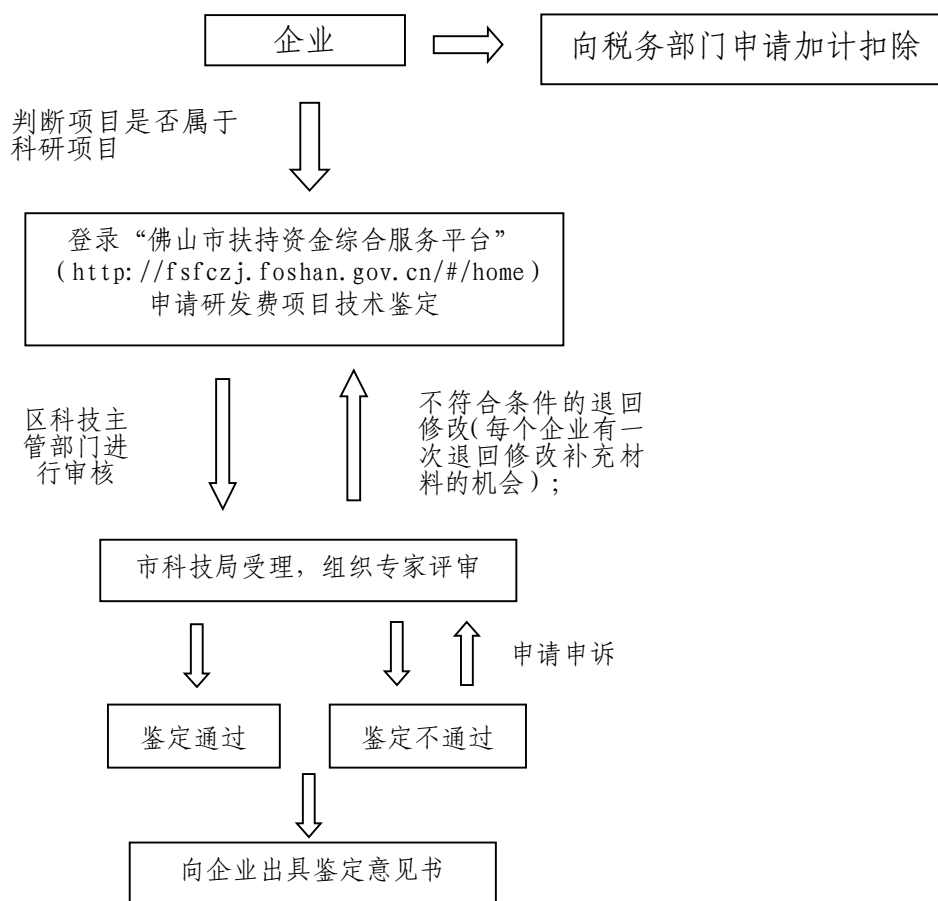 企业
向税务部门申请加计扣除
判断项目是否属于
科研项目
登录“佛山市扶持资金综合服务平台”
(http://fsfczj.foshan.gov.cn/#/home)
申请研发费项目技术鉴定
区科技主
管部门进
行审核
不符合条件的退回
修改(每个企业有一
次退回修改补充材
料的机会);
市科技局受理，组织专家评审
申请申诉
鉴定通过
鉴定不通过
向企业出具鉴定意见书